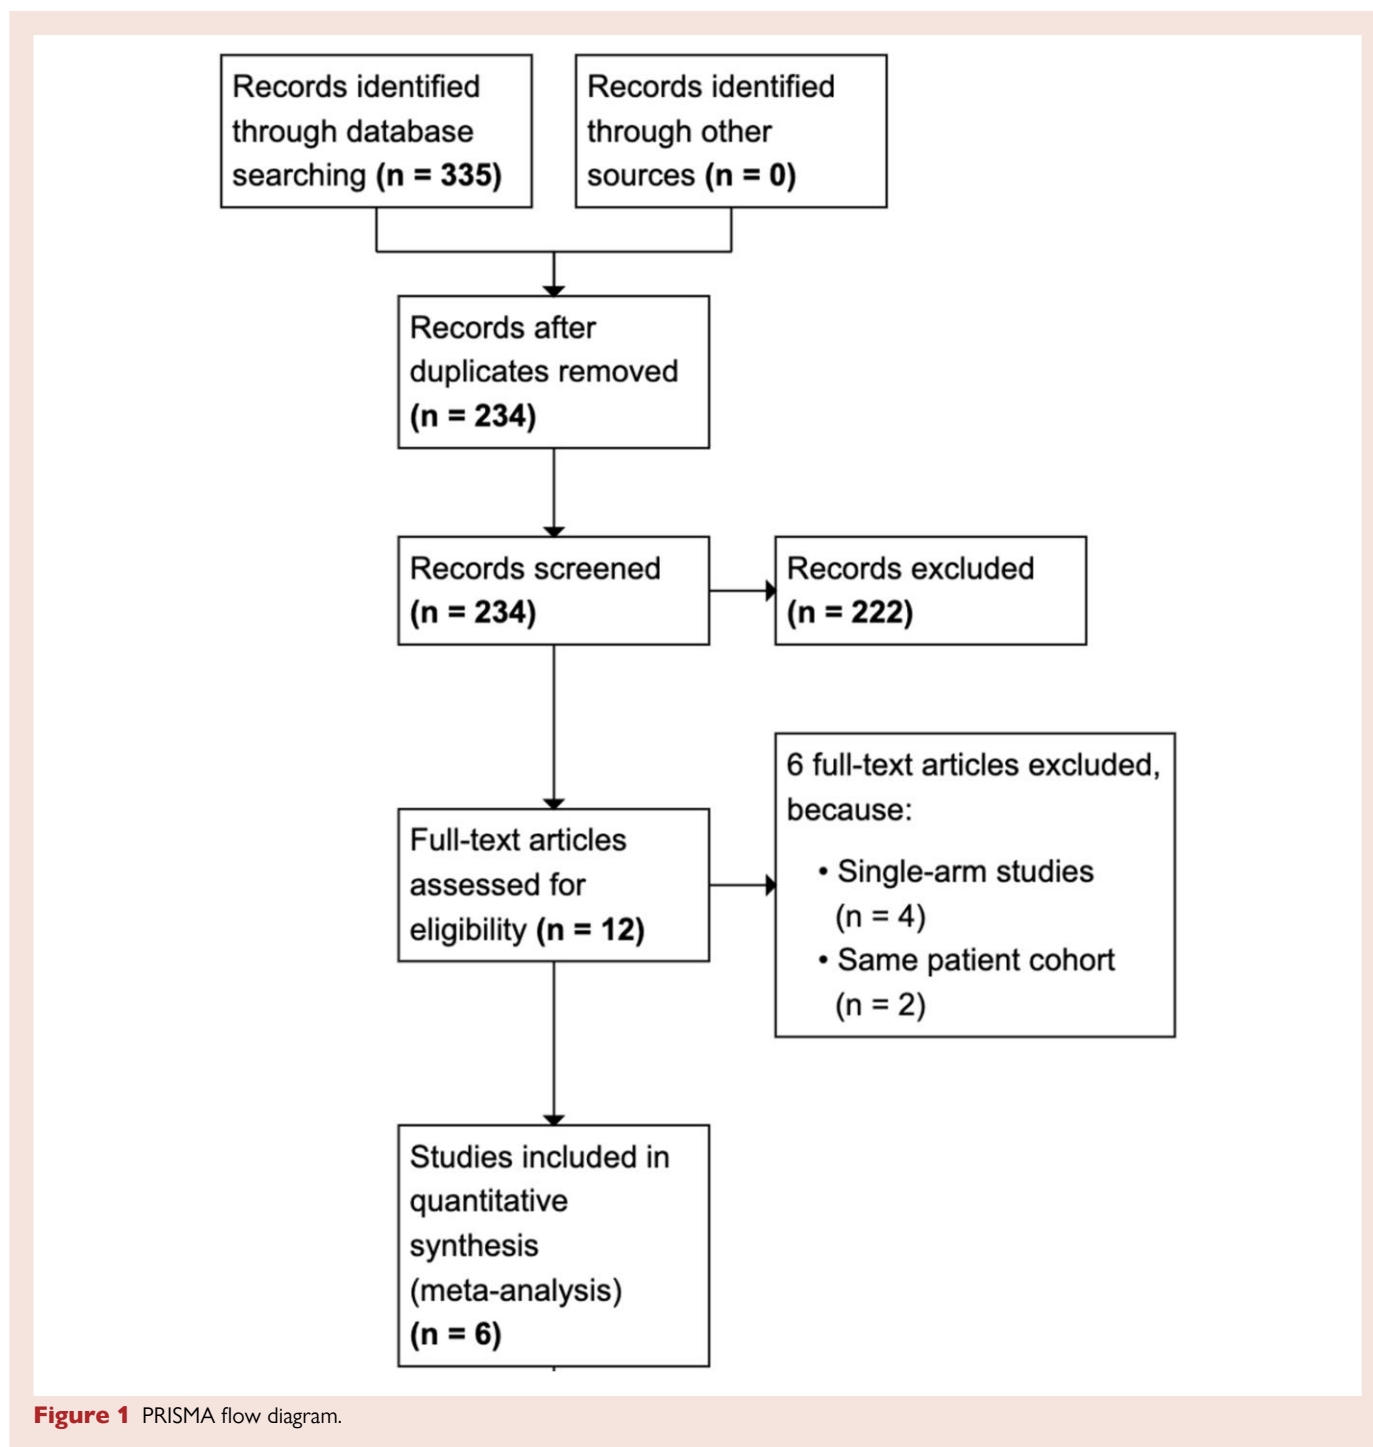 Records identified
through database
searching (n = 335)
Records identified
through other
sources (n = 0)
Records after
duplicates removed
(n = 234)
Records screened
(n = 234)
Records excluded
(n = 222)
6 full-text articles excluded,
because:
• Single-arm studies
(n = 4)
• Same patient cohort
(n = 2)
Full-text articles
assessed for
eligibility (n = 12)
Studies included in
quantitative
synthesis
(meta-analysis)
(n = 6)
Figure 1 PRISMA flow diagram.